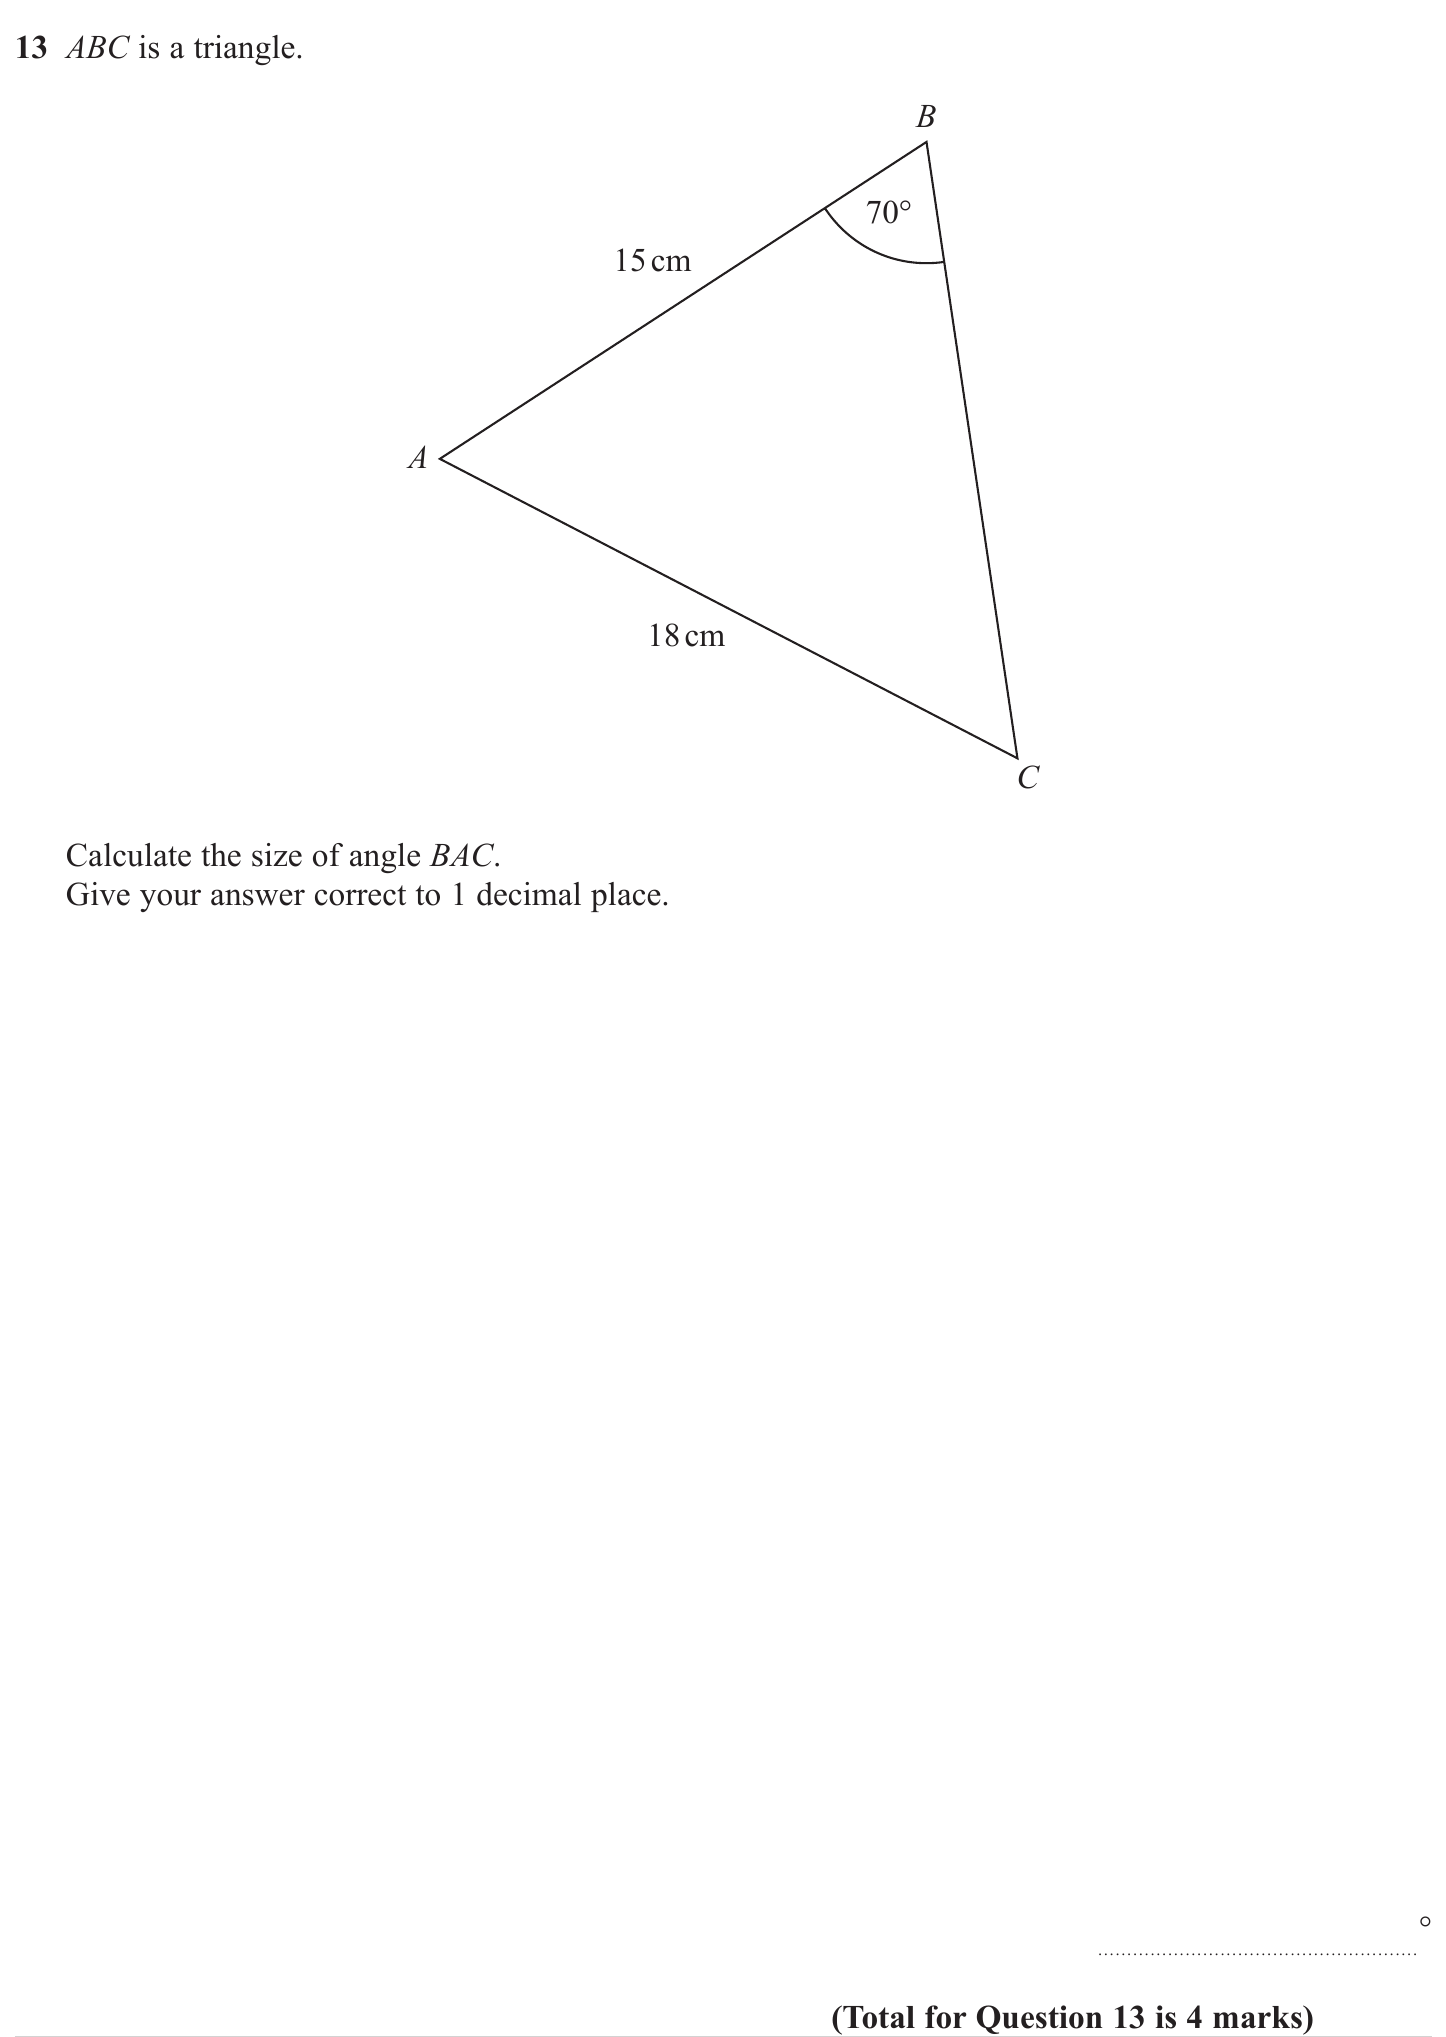 13 ABC is a triangle.
B
70°
15 cm
A
18 cm
C
Calculate the size of angle BAC.
Give your answer correct to 1 decimal place.
°
(Total for Question 13 is 4 marks)